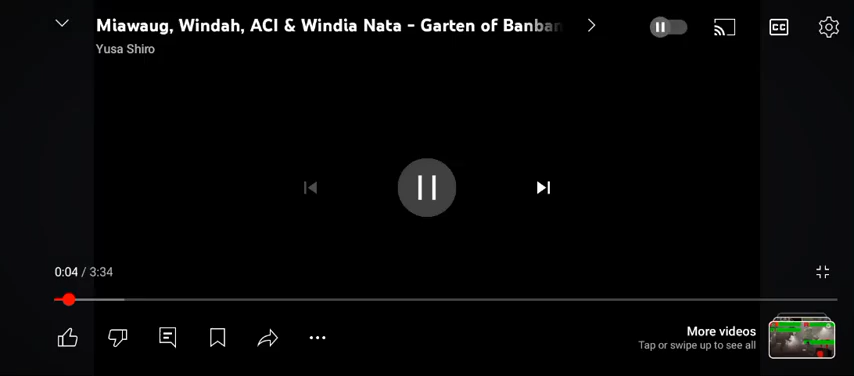 Miawaug, Windah, ACI & Windia Nata - Garten of Banban
Yusa Shiro
CC
0:04 / 3:34
More videos
Tap or swipe up to see all